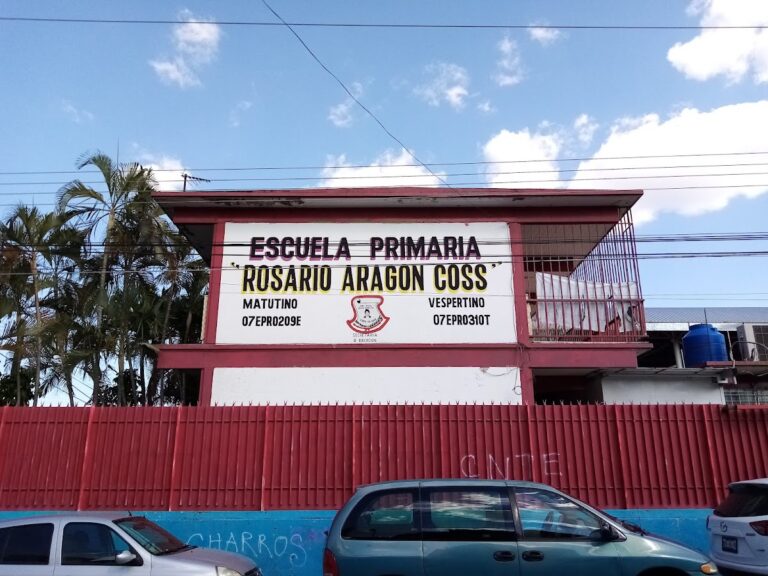 ESCUELA PRIMARIA
"ROSARIO ARAGON COSS"
MATUTINO
07EPR0209E
VESPERTINO
07EPR0310T
CNTE
CHARROS